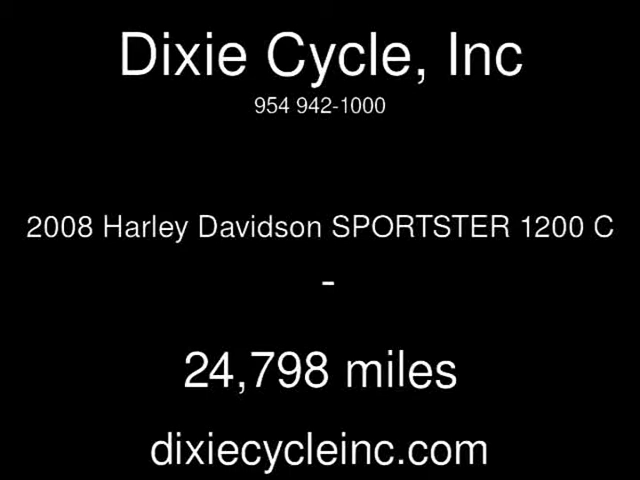 Dixie Cycle, Inc
954 942-1000
2008 Harley Davidson SPORTSTER 1200 C
-
24,798 miles
dixiecycleinc.com